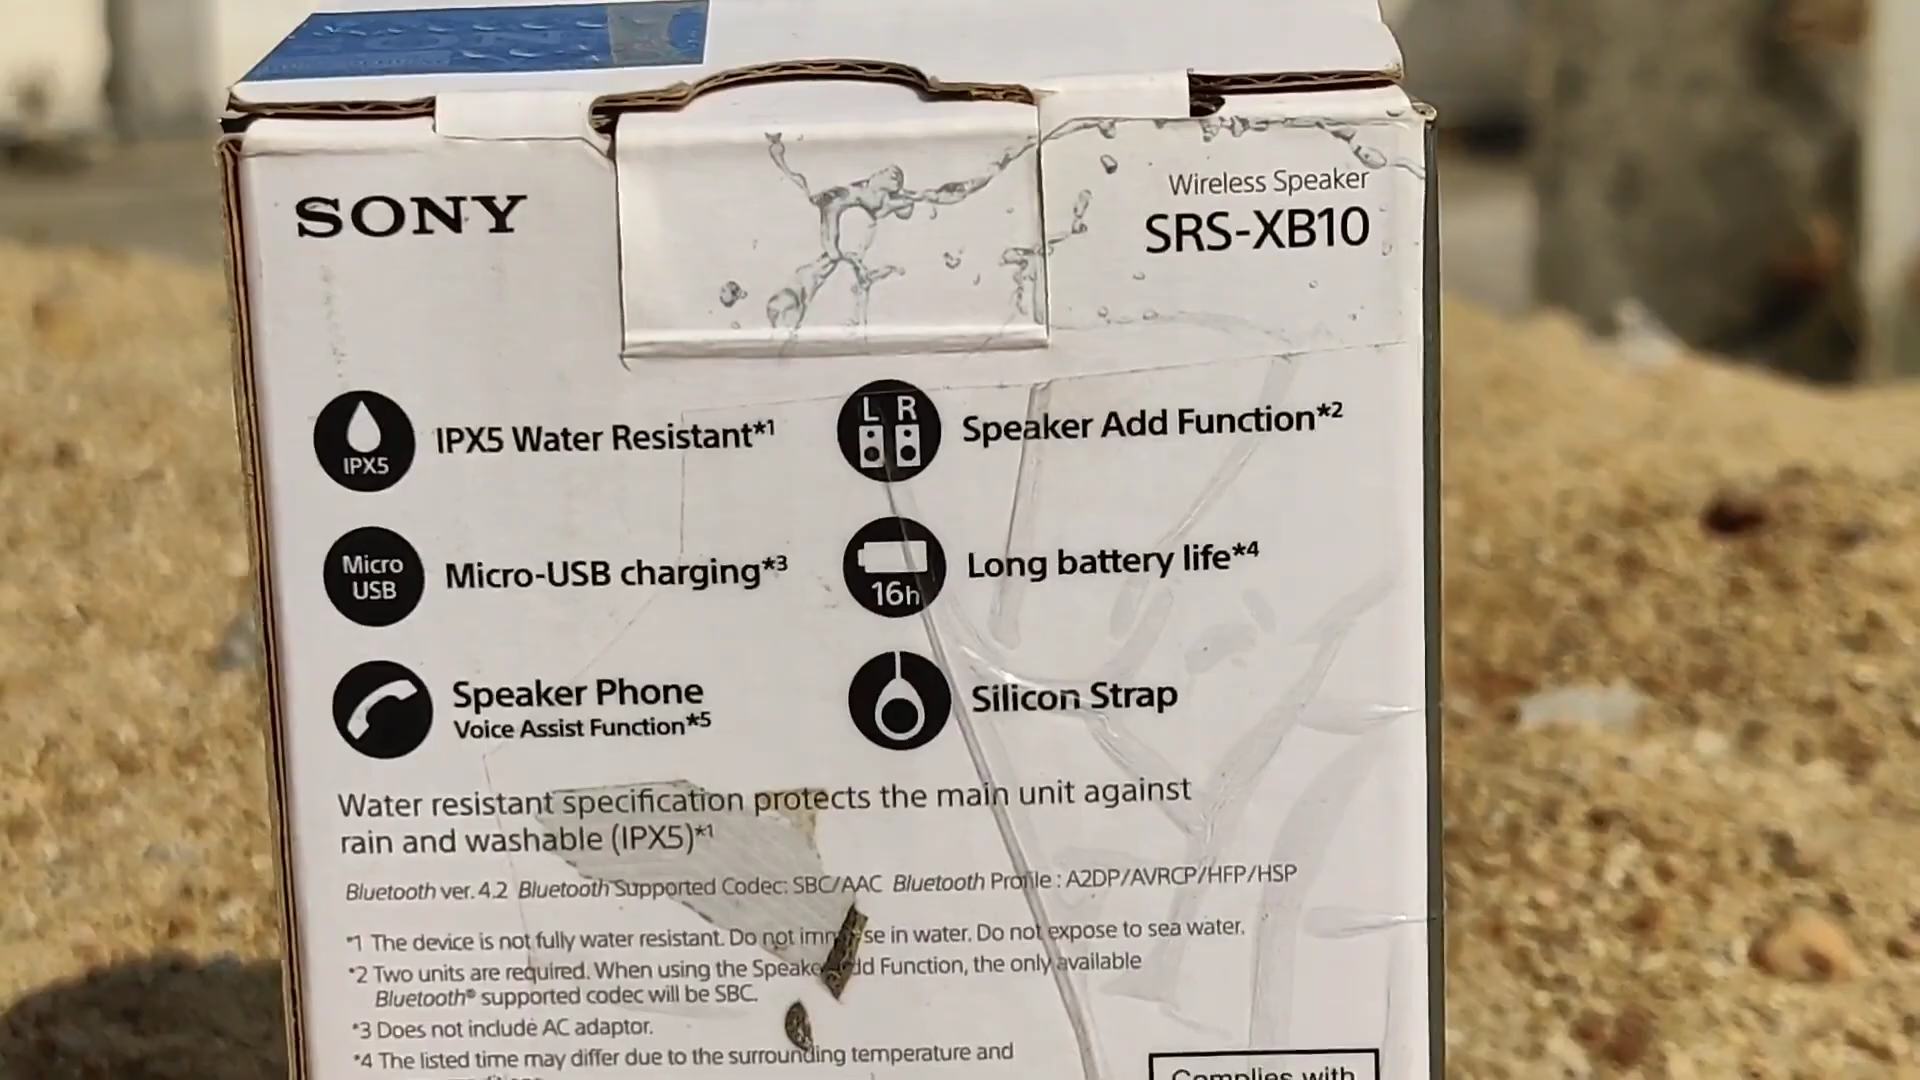 SONY
Wireless Speaker
SRS-XB10
IPX5
IPX5 Water Resistant*1
L R
Speaker Add Function*2
Micro
USB
Micro-USB charging*3
16h
Long battery life*4
Speaker Phone
Voice Assist Function*5
Silicon Strap
Water resistant specification protects the main unit against
rain and washable (IPX5)*1
Bluetooth ver. 4.2 Bluetooth Supported Codec: SBC/AAC Bluetooth Profile : A2DP/AVRCP/HFP/HSP
*1 The device is not fully water resistant. Do not immerse in water. Do not expose to sea water.
*2 Two units are required. When using the Speaker Add Function, the only available
Bluetooth® supported codec will be SBC.
*3 Does not include AC adaptor.
*4 The listed time may differ due to the surrounding temperature and
Complies with